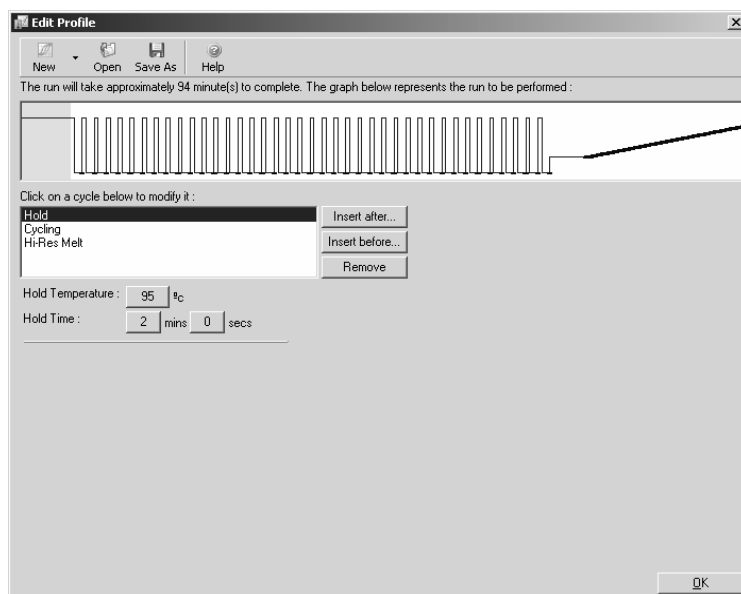 Edit Profile
New Open Save As Help
The run will take approximately 94 minute(s) to complete. The graph below represents the run to be performed :
Click on a cycle below to modify it :
Hold
Cycling
Hi-Res Melt
Insert after...
Insert before...
Remove
Hold Temperature : 95 ºc
Hold Time : 2 mins 0 secs
OK